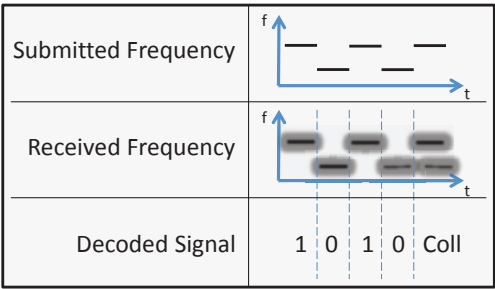 f
Submitted Frequency
t
f
Received Frequency
t
Decoded Signal 1 0 1 0 Coll